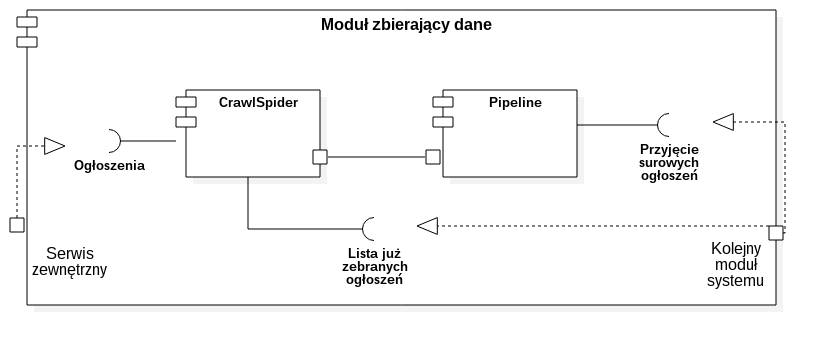 Moduł zbierający dane
CrawlSpider
Pipeline
Ogłoszenia
Przyjęcie
surowych
ogłoszeń
Serwis
zewnętrzny
Lista już
zebranych
ogłoszeń
Kolejny
moduł
systemu